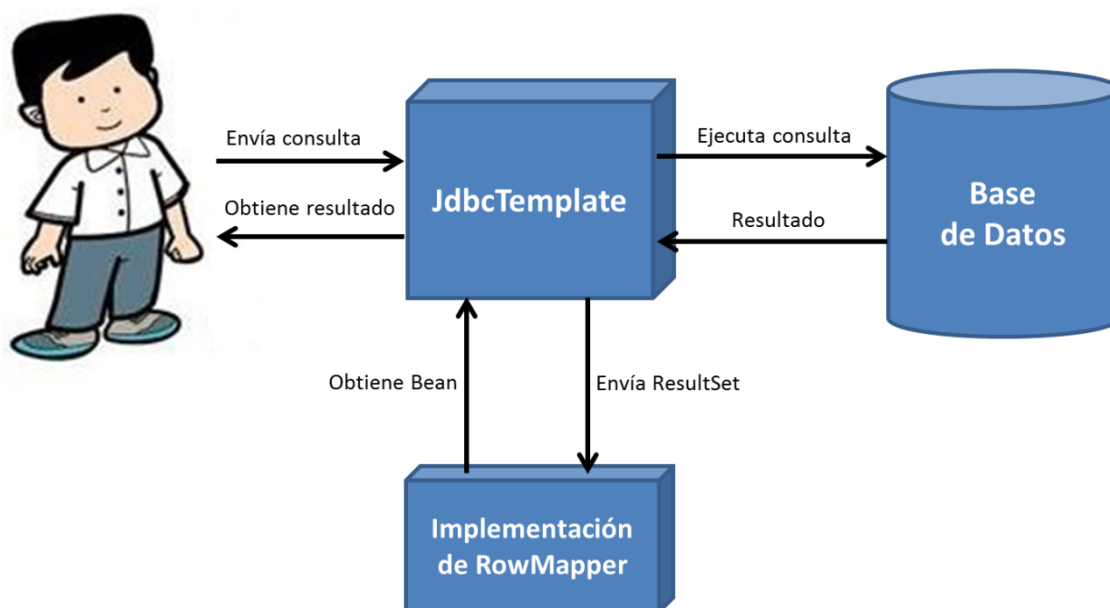 Envía consulta
Ejecuta consulta
JdbcTemplate
Base
de Datos
Obtiene resultado
Resultado
Obtiene Bean
Envía ResultSet
Implementación
de RowMapper